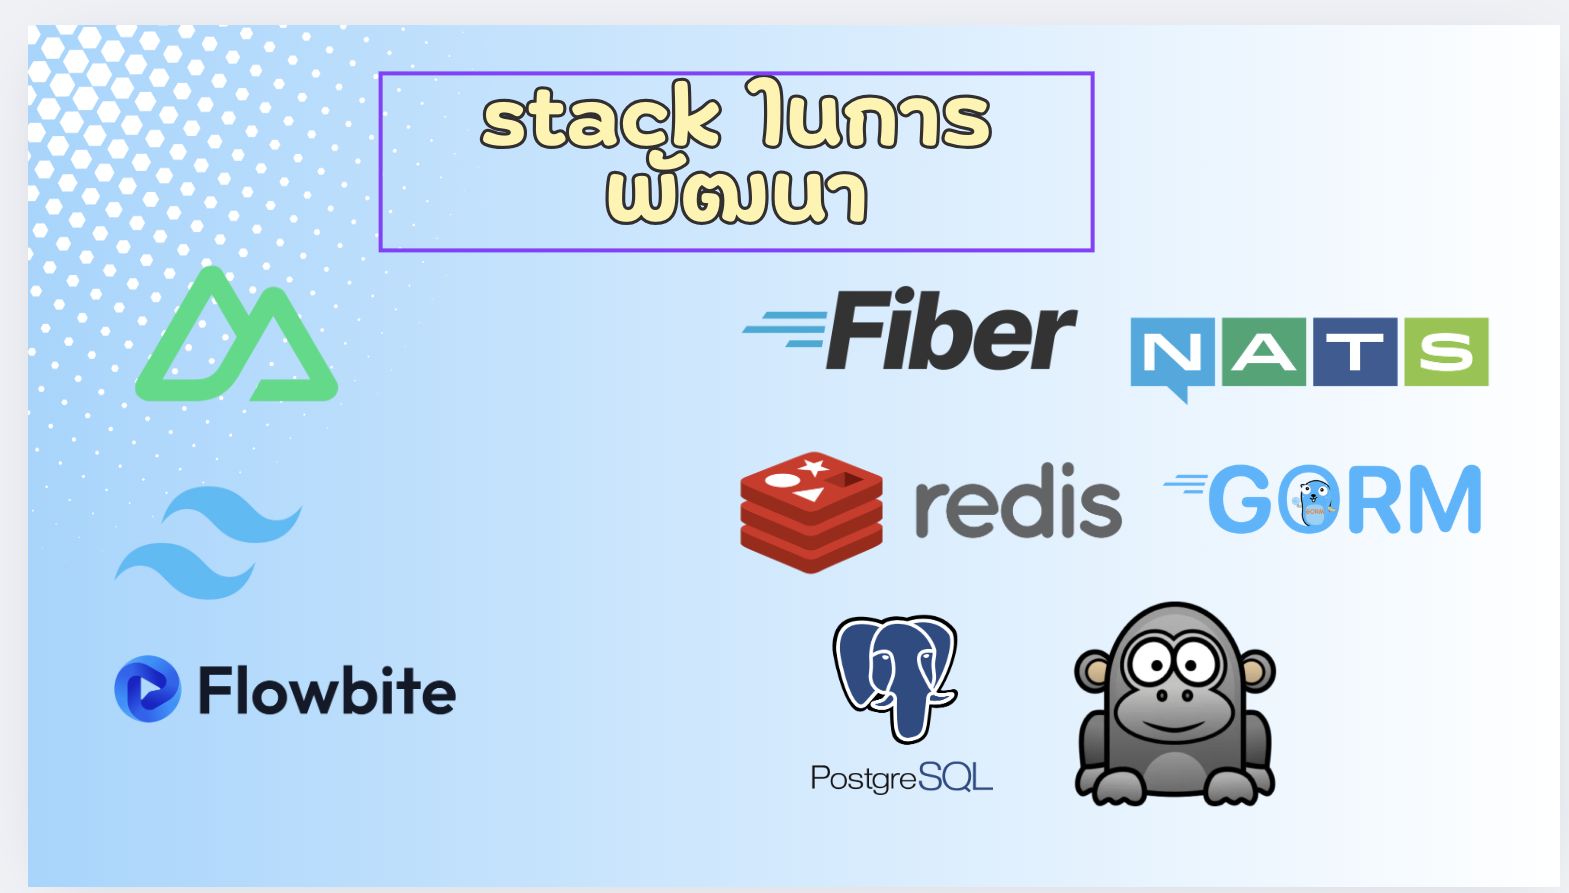 stack ในการ
พัฒนา
Fiber
NATS
redis
GORM
Flowbite
PostgreSQL